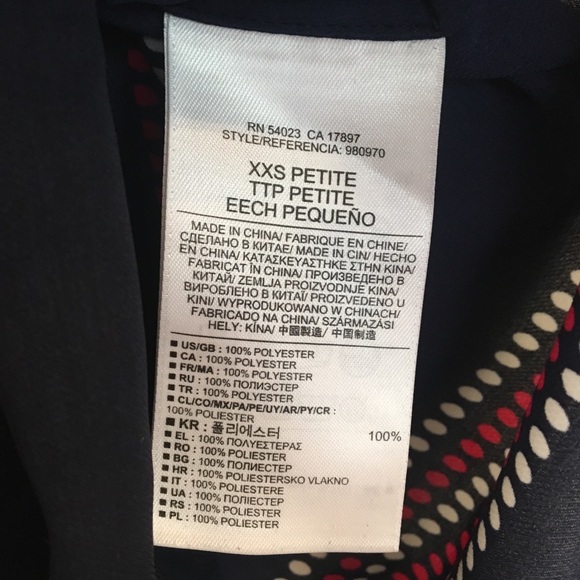 RN 54023 CA 17897
STYLE/REFERENCIA: 980970
XXS PETITE
TTP PETITE
EECH PEQUEÑO
MADE IN CHINA/ FABRIQUE EN CHINE/
СДЕЛАНО В КИТАЕ/ MADE IN CIN/ HECHO
EN CHINA/ ΚΑΤΑΣΚΕΥΑΣΤΗΚΕ ΣΤΗΝ ΚΙΝΑ/
FABRICAT ÎN CHINA/ ПРОИЗВЕДЕНО В
КИТАЙ/ ZEMLJA PROIZVODNJE KINA/
ВИРОБЛЕНО В КІТАЇ/ PROIZVEDENO U
KINI/ WYPRODUKOWANO W CHINACH/
FABRICADO NA CHINA/ SZÁRMAZÁSI
HELY: KÍNA/ 中國製造/ 中国制造
■ US/GB : 100% POLYESTER
■ CA : 100% POLYESTER
■ FR/MA : 100% POLYESTER
■ RU : 100% ПОЛИЭСТЕР
■ TR : 100% POLYESTER
■ CL/CO/MX/PA/PE/UY/AR/PY/CR :
100% POLIESTER
■ KR : 폴리에스터 100%
■ EL : 100% ΠΟΛΥΕΣΤΕΡΑΣ
■ RO : 100% POLIESTER
■ BG : 100% ПОЛИЕСТЕР
■ HR : 100% POLIESTERSKO VLAKNO
■ IT : 100% POLIESTERE
■ UA : 100% ПОЛІЕСТЕР
■ RS : 100% POLIESTER
■ PL : 100% POLIESTER